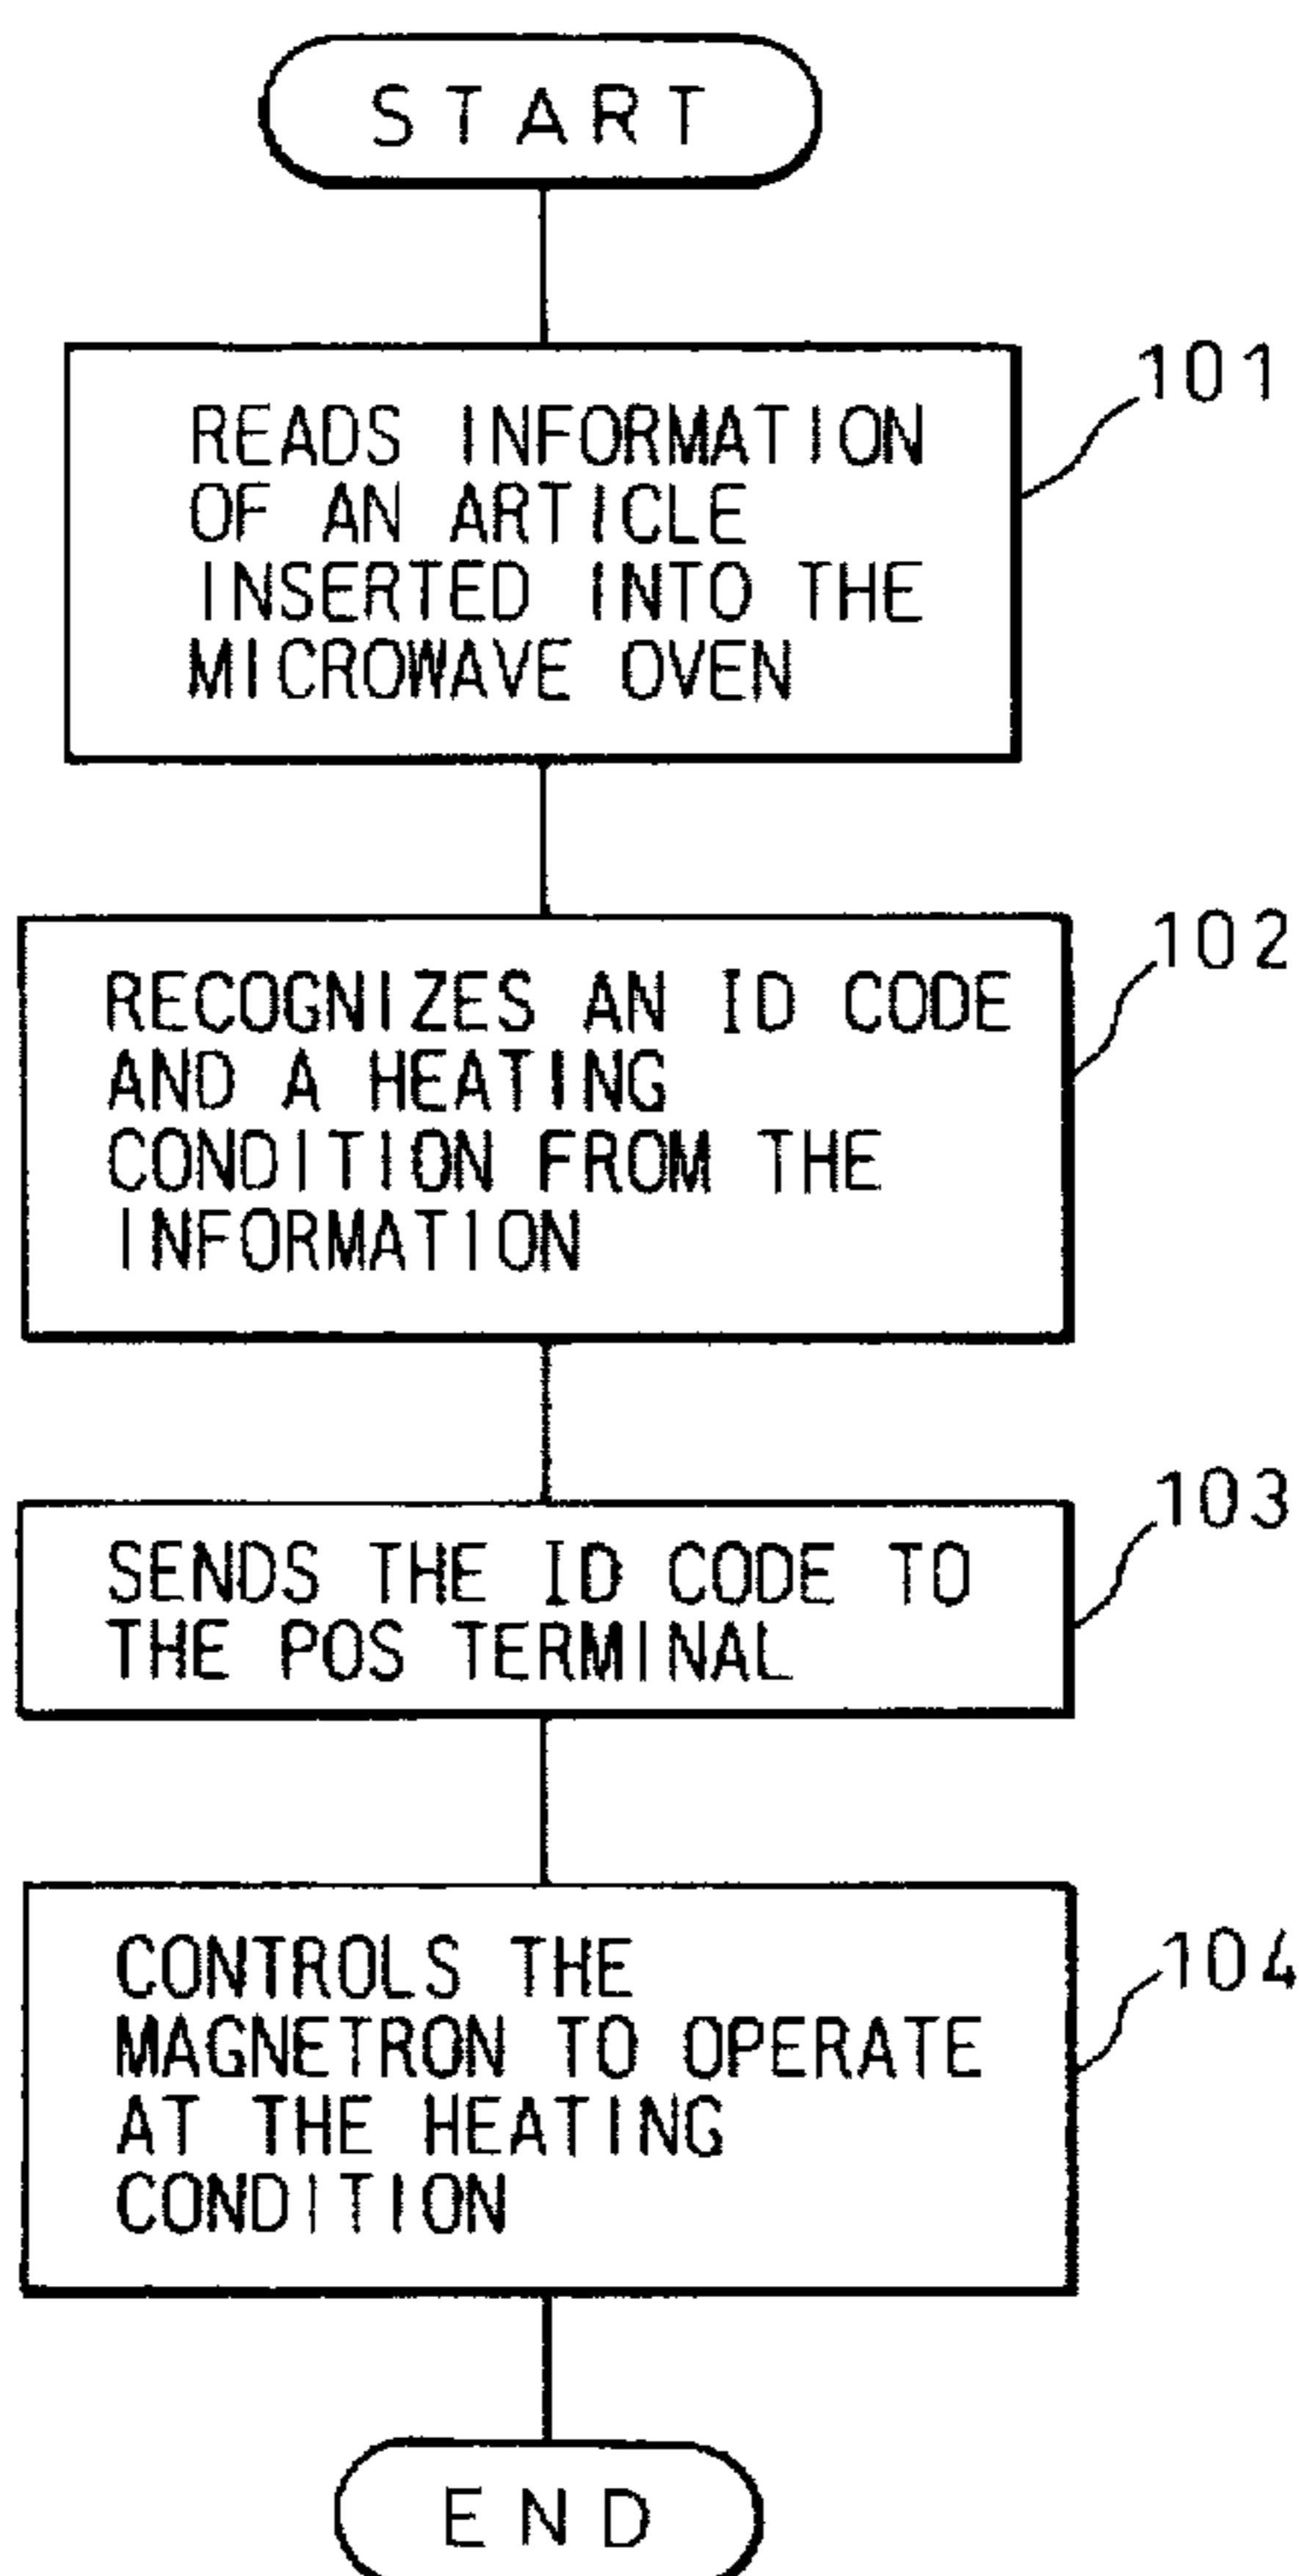 START
101
READS INFORMATION
OF AN ARTICLE
INSERTED INTO THE
MICROWAVE OVEN
102
RECOGNIZES AN ID CODE
AND A HEATING
CONDITION FROM THE
INFORMATION
103
SENDS THE ID CODE TO
THE POS TERMINAL
104
CONTROLS THE
MAGNETRON TO OPERATE
AT THE HEATING
CONDITION
END